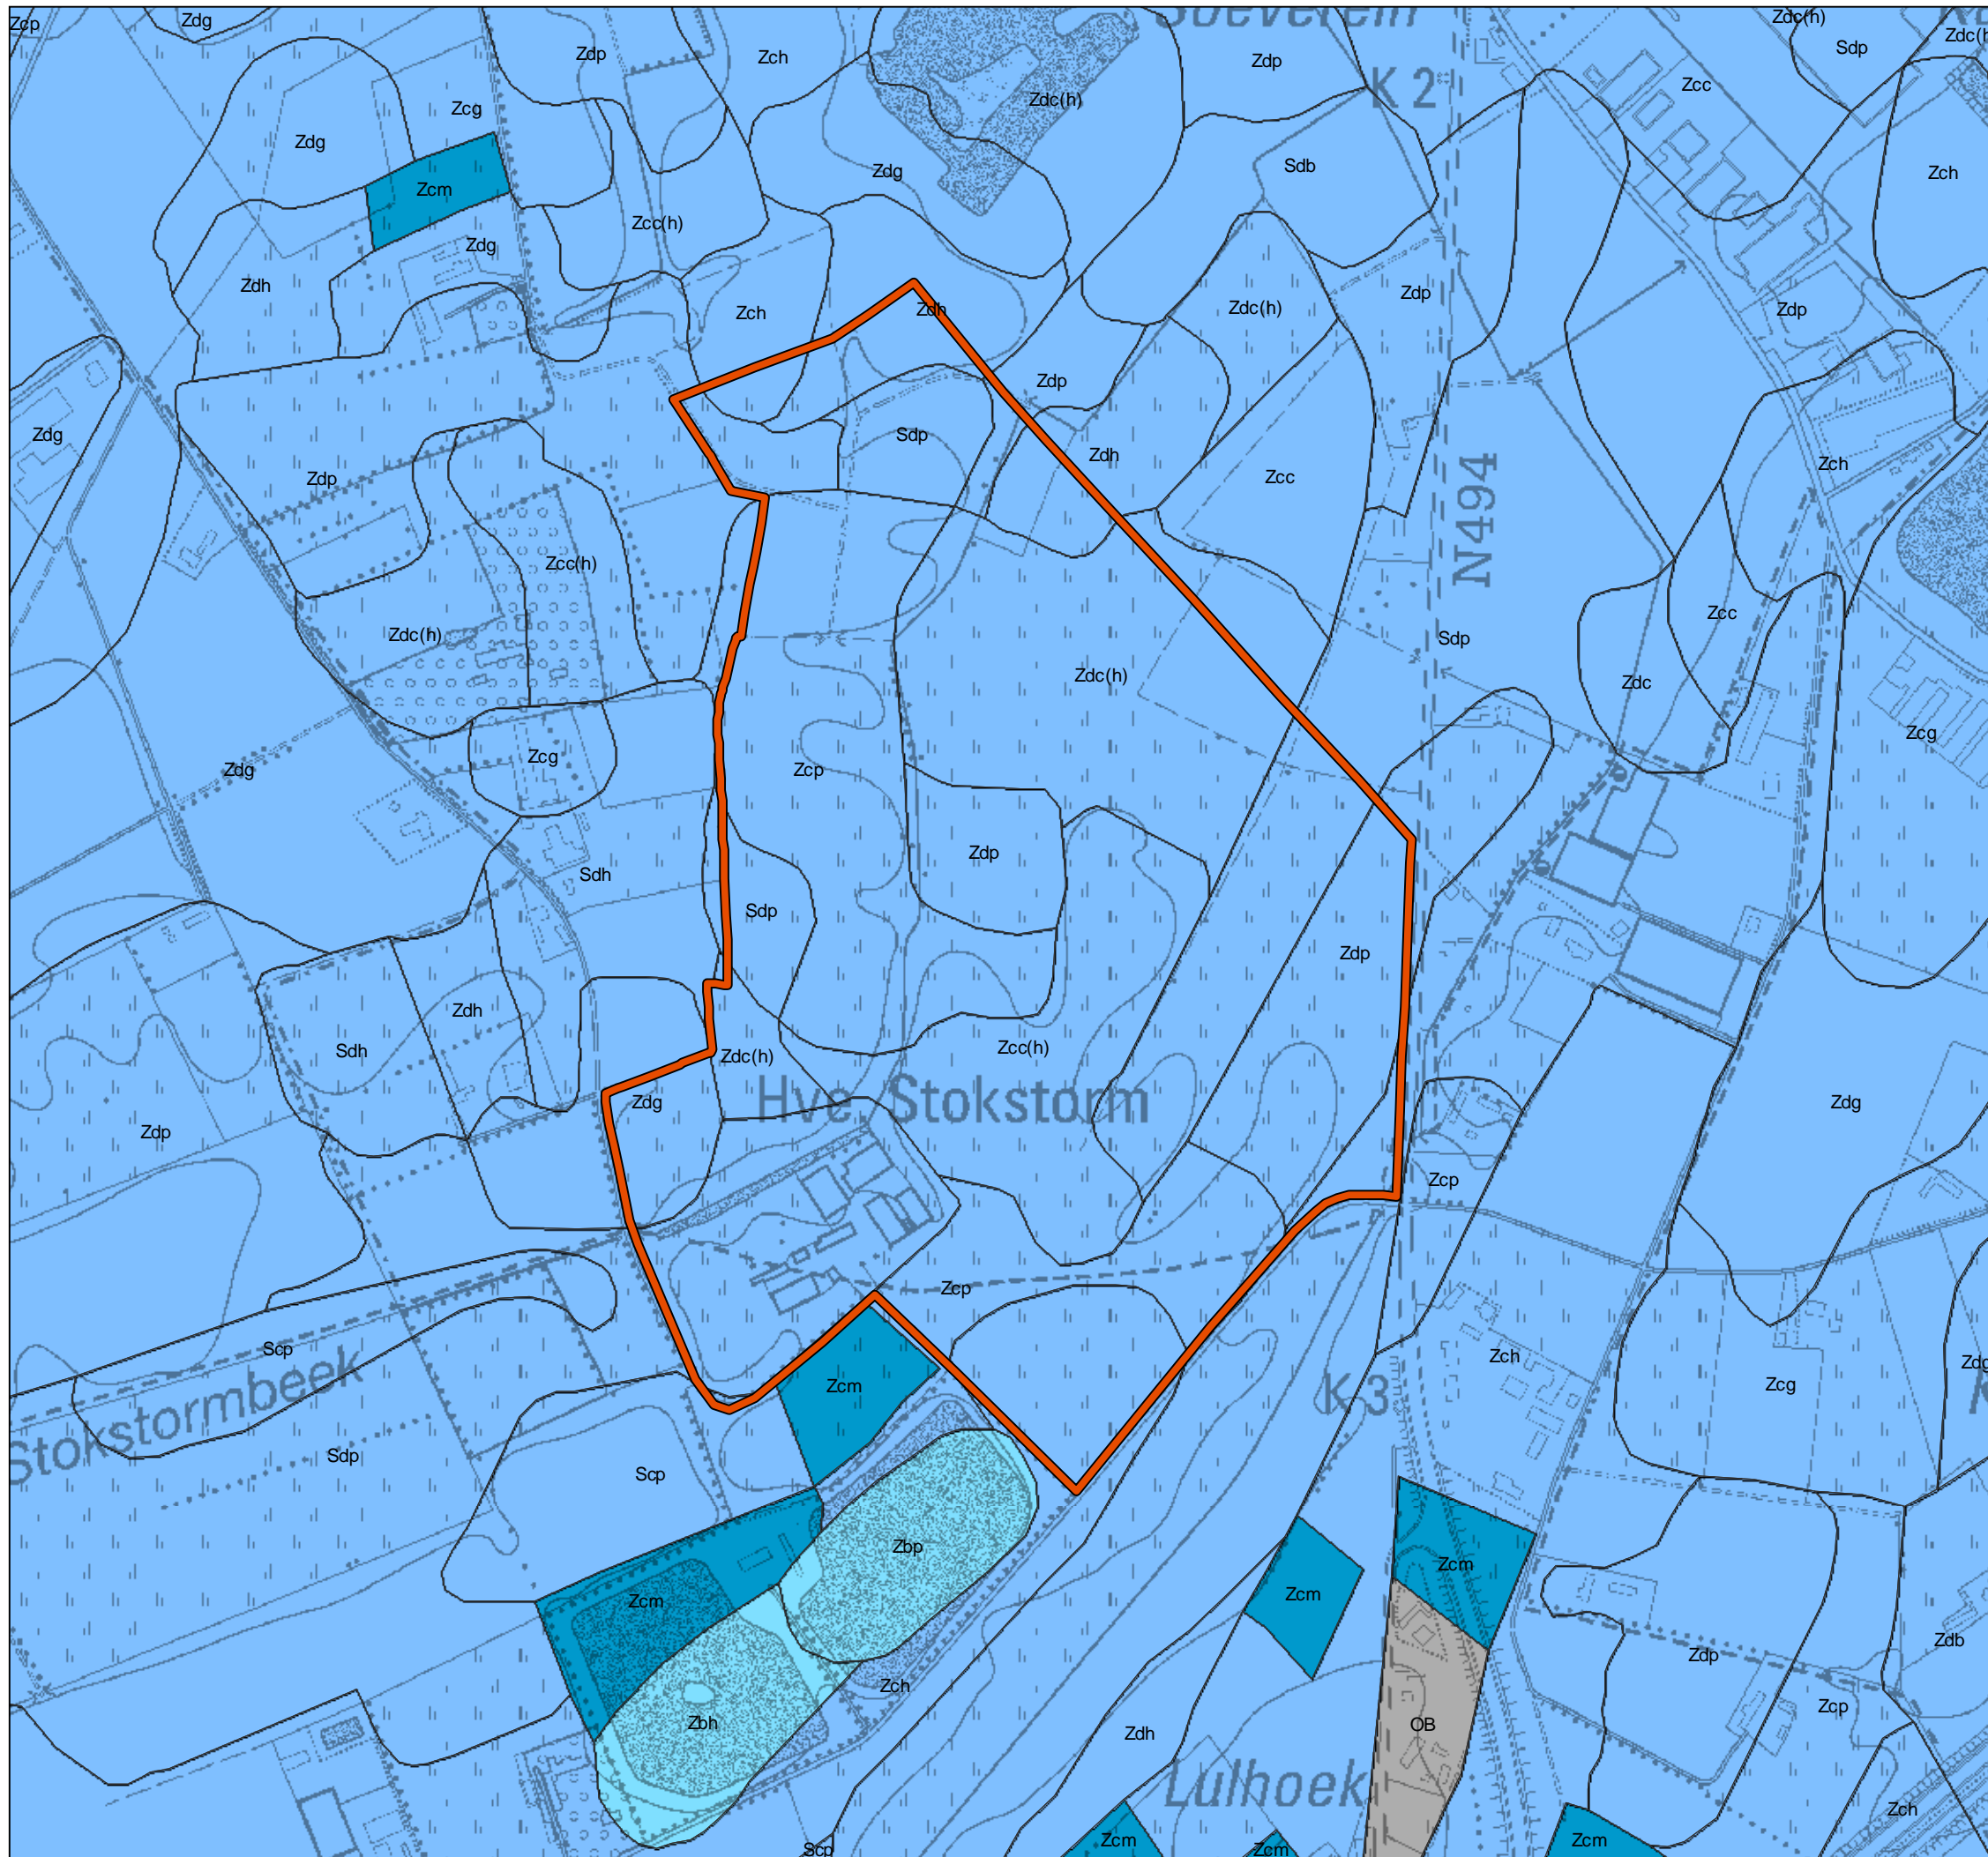 Zcp
Zdg
Zdp
Zch
Soeverein
Zdp
Zdc(h)
Sdp
Zdc(h
Zcc
K 2
Zcg
Zdc(h)
Zdg
Zdg
Sdb
Zch
Zcm
Zcc(h)
Zdg
Zdh
Zch
Zdh
Zdc(h)
Zdp
Zdp
Zdp
Zdg
Sdp
Zdh
Zch
Zdp
Zcc
N494
Zcc(h)
Zdc(h)
Zcc
Sdp
Zdc(h)
Zdc
Zcg
Zcg
Zdg
Zcp
Zdp
Sdh
Sdp
Zdp
Zdh
Sdh
Zdc(h)
Zcc(h)
Hve Stokstorm
Zdg
Zdg
Zdp
Zcp
Zcp
Scp
Zch
Zcm
K 3
Zcg
Zdg
Stokstormbeek
Sdp
Scp
Zbp
Zcm
Zcm
Zcm
Zdb
Zdp
Zch
Zcp
Zbh
OB
Zdh
Lulhoek
Zch
Zcm
Zcm
Zcm
Scp